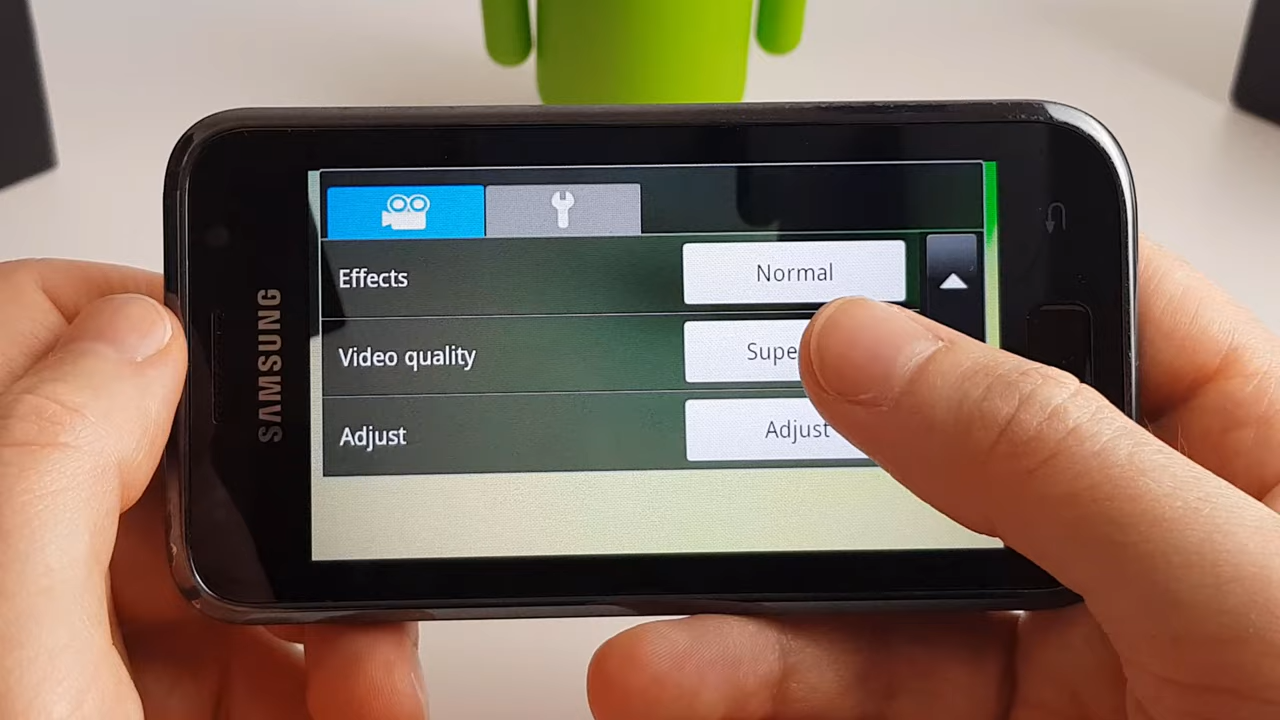 SAMSUNG
Effects
Normal
Video quality
Adjust
Adjust